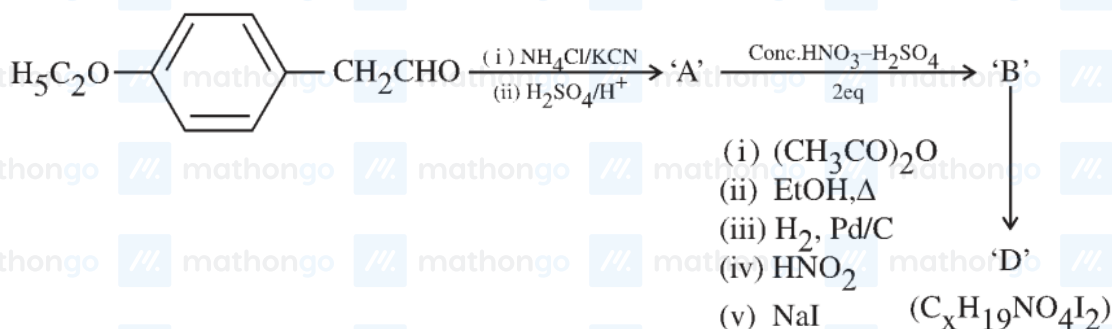 H₅C₂O CH₂CHO (i) NH₄Cl/KCN (ii) H₂SO₄/H⁺ 'A' Conc.HNO₃–H₂SO₄ 2eq 'B'
(i) (CH₃CO)₂O
(ii) EtOH,Δ
(iii) H₂, Pd/C
(iv) HNO₂ 'D'
(v) NaI (CₓH₁₉NO₄I₂)
mathongo